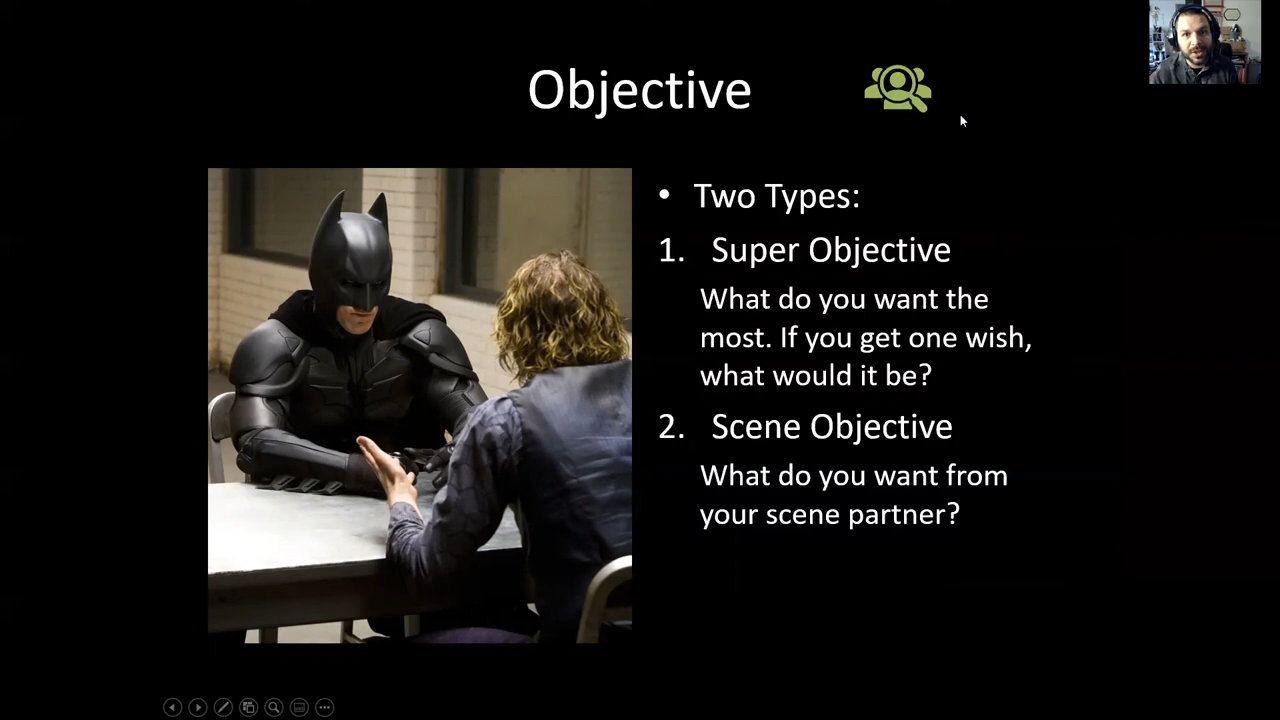 Objective
• Two Types:
1. Super Objective
What do you want the
most. If you get one wish,
what would it be?
2. Scene Objective
What do you want from
your scene partner?